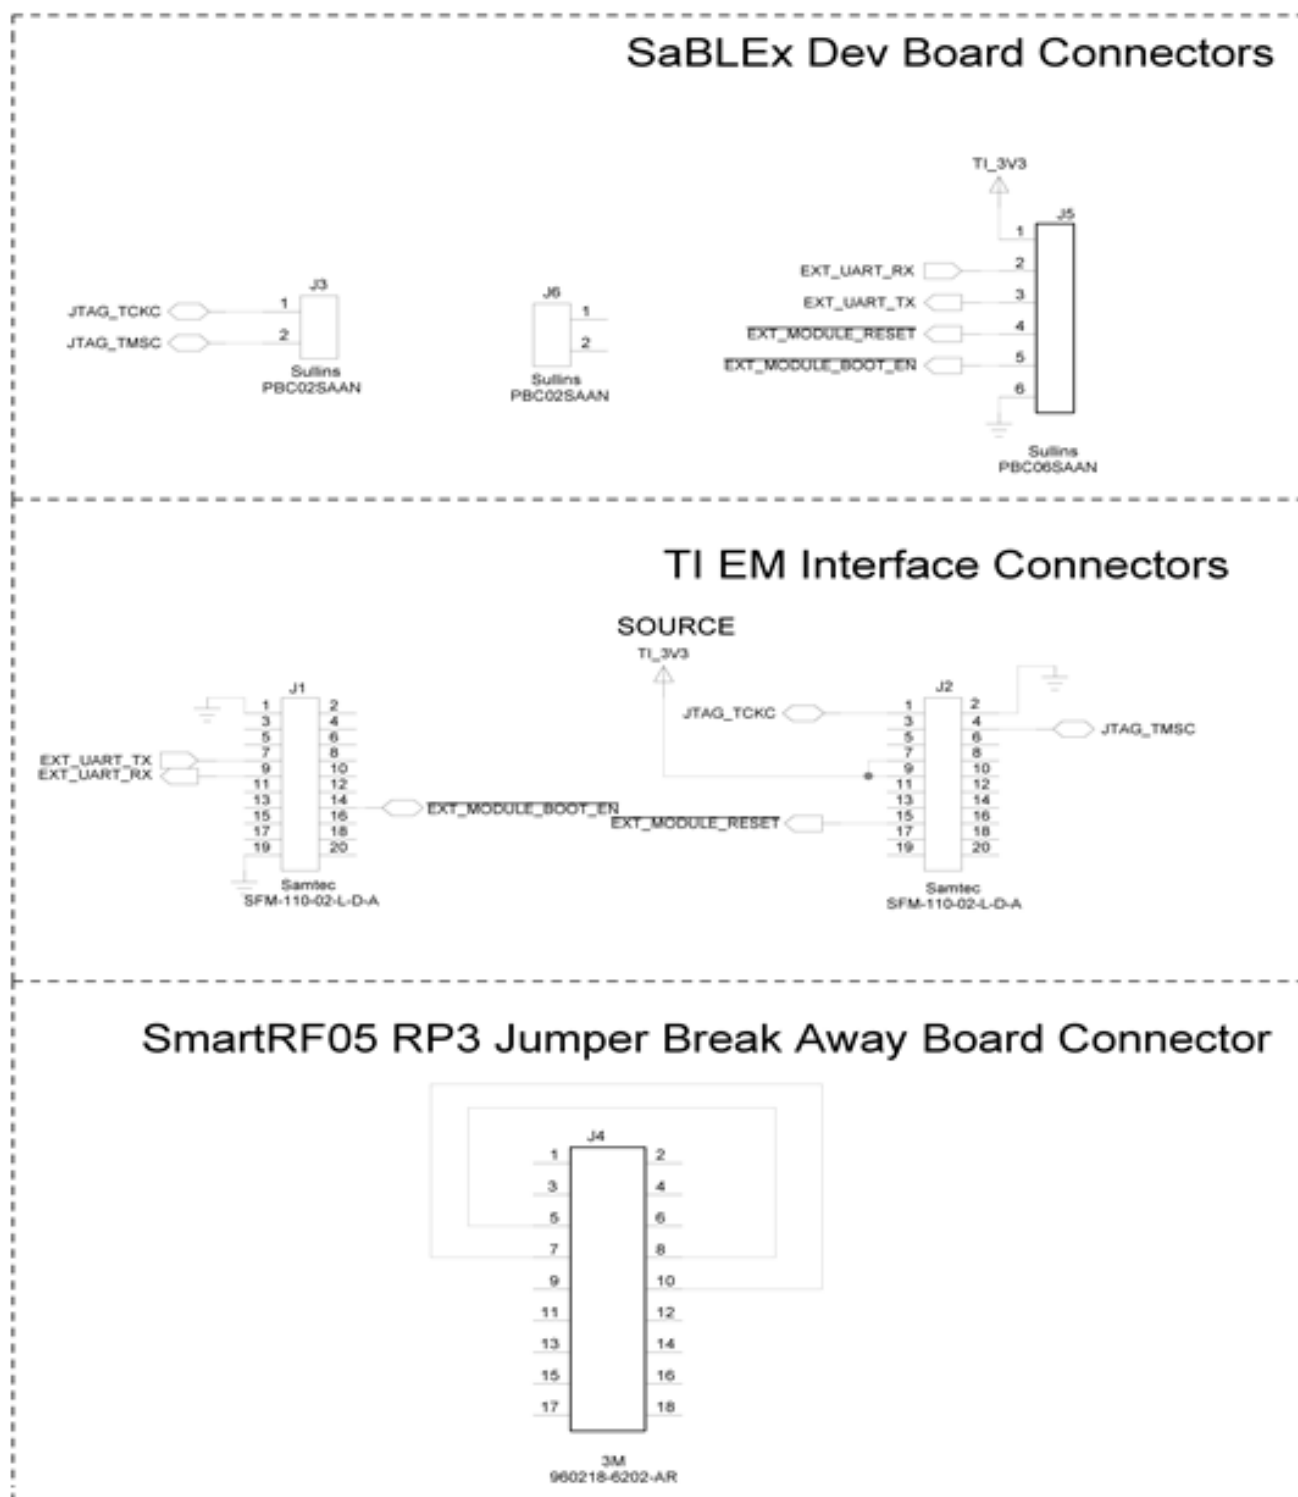 SaBLEx Dev Board Connectors
TI_3V3
J5
1
EXT_UART_RX 2
EXT_UART_TX 3
EXT_MODULE_RESET 4
EXT_MODULE_BOOT_EN 5
6
Sullins
PBC06SAAN
J3
JTAG_TCKC 1
JTAG_TMSC 2
Sullins
PBC02SAAN
J6
1
2
Sullins
PBC02SAAN
TI EM Interface Connectors
SOURCE
TI_3V3
J1
1 2
3 4
5 6
EXT_UART_TX 7 8
EXT_UART_RX 9 10
11 12
13 14 EXT_MODULE_BOOT_EN
15 16
17 18
19 20
Samtec
SFM-110-02-L-D-A
J2
JTAG_TCKC 1 2
3 4 JTAG_TMSC
5 6
7 8
9 10
11 12
13 14
EXT_MODULE_RESET 15 16
17 18
19 20
Samtec
SFM-110-02-L-D-A
SmartRF05 RP3 Jumper Break Away Board Connector
J4
1 2
3 4
5 6
7 8
9 10
11 12
13 14
15 16
17 18
3M
960218-6202-AR